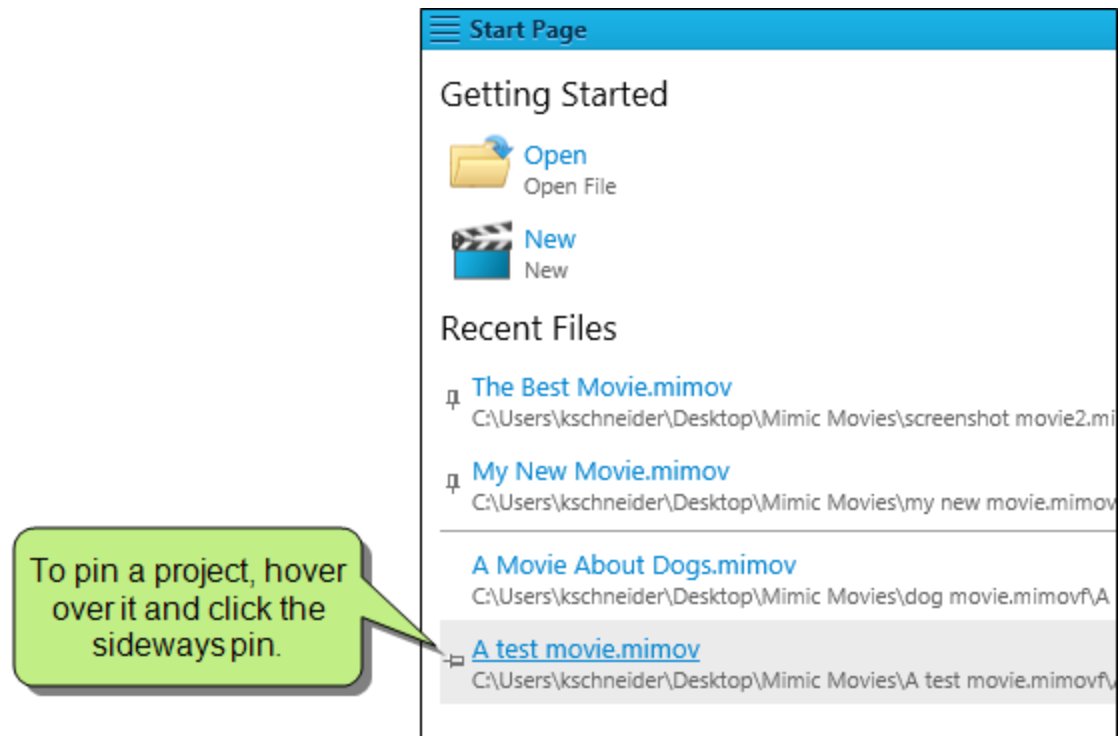 Start Page
Getting Started
Open
Open File
New
New
Recent Files
The Best Movie.mimov
C:\Users\kschneider\Desktop\Mimic Movies\screenshot movie2.mi
My New Movie.mimov
C:\Users\kschneider\Desktop\Mimic Movies\my new movie.mimov
A Movie About Dogs.mimov
C:\Users\kschneider\Desktop\Mimic Movies\dog movie.mimovf\A
To pin a project, hover
over it and click the
sideways pin.
A test movie.mimov
C:\Users\kschneider\Desktop\Mimic Movies\A test movie.mimovf\